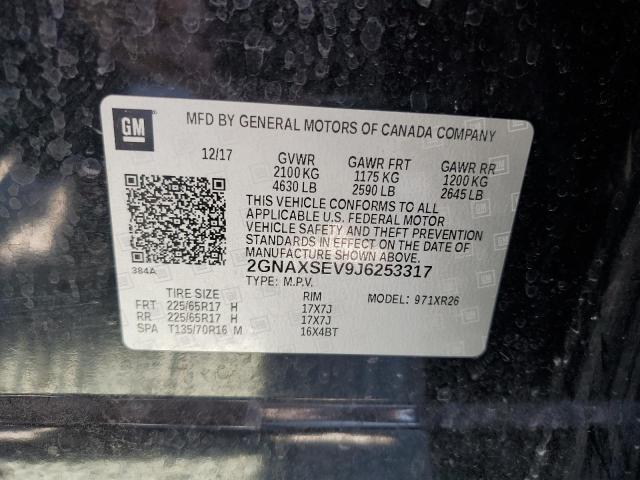 GM
MFD BY GENERAL MOTORS OF CANADA COMPANY
12/17 GVWR GAWR FRT GAWR RR
2100 KG 1175 KG 1200 KG
4630 LB 2590 LB 2645 LB
THIS VEHICLE CONFORMS TO ALL
APPLICABLE U.S. FEDERAL MOTOR
VEHICLE SAFETY AND THEFT PREVENTION
STANDARDS IN EFFECT ON THE DATE
OF MANUFACTURE SHOWN ABOVE.
384A 2GNAXSEV9J6253317
TYPE: M.P.V.
TIRE SIZE RIM MODEL: 971XR26
FRT 225/65R17 H 17X7J
RR 225/65R17 H 17X7J
SPA T135/70R16 M 16X4BT